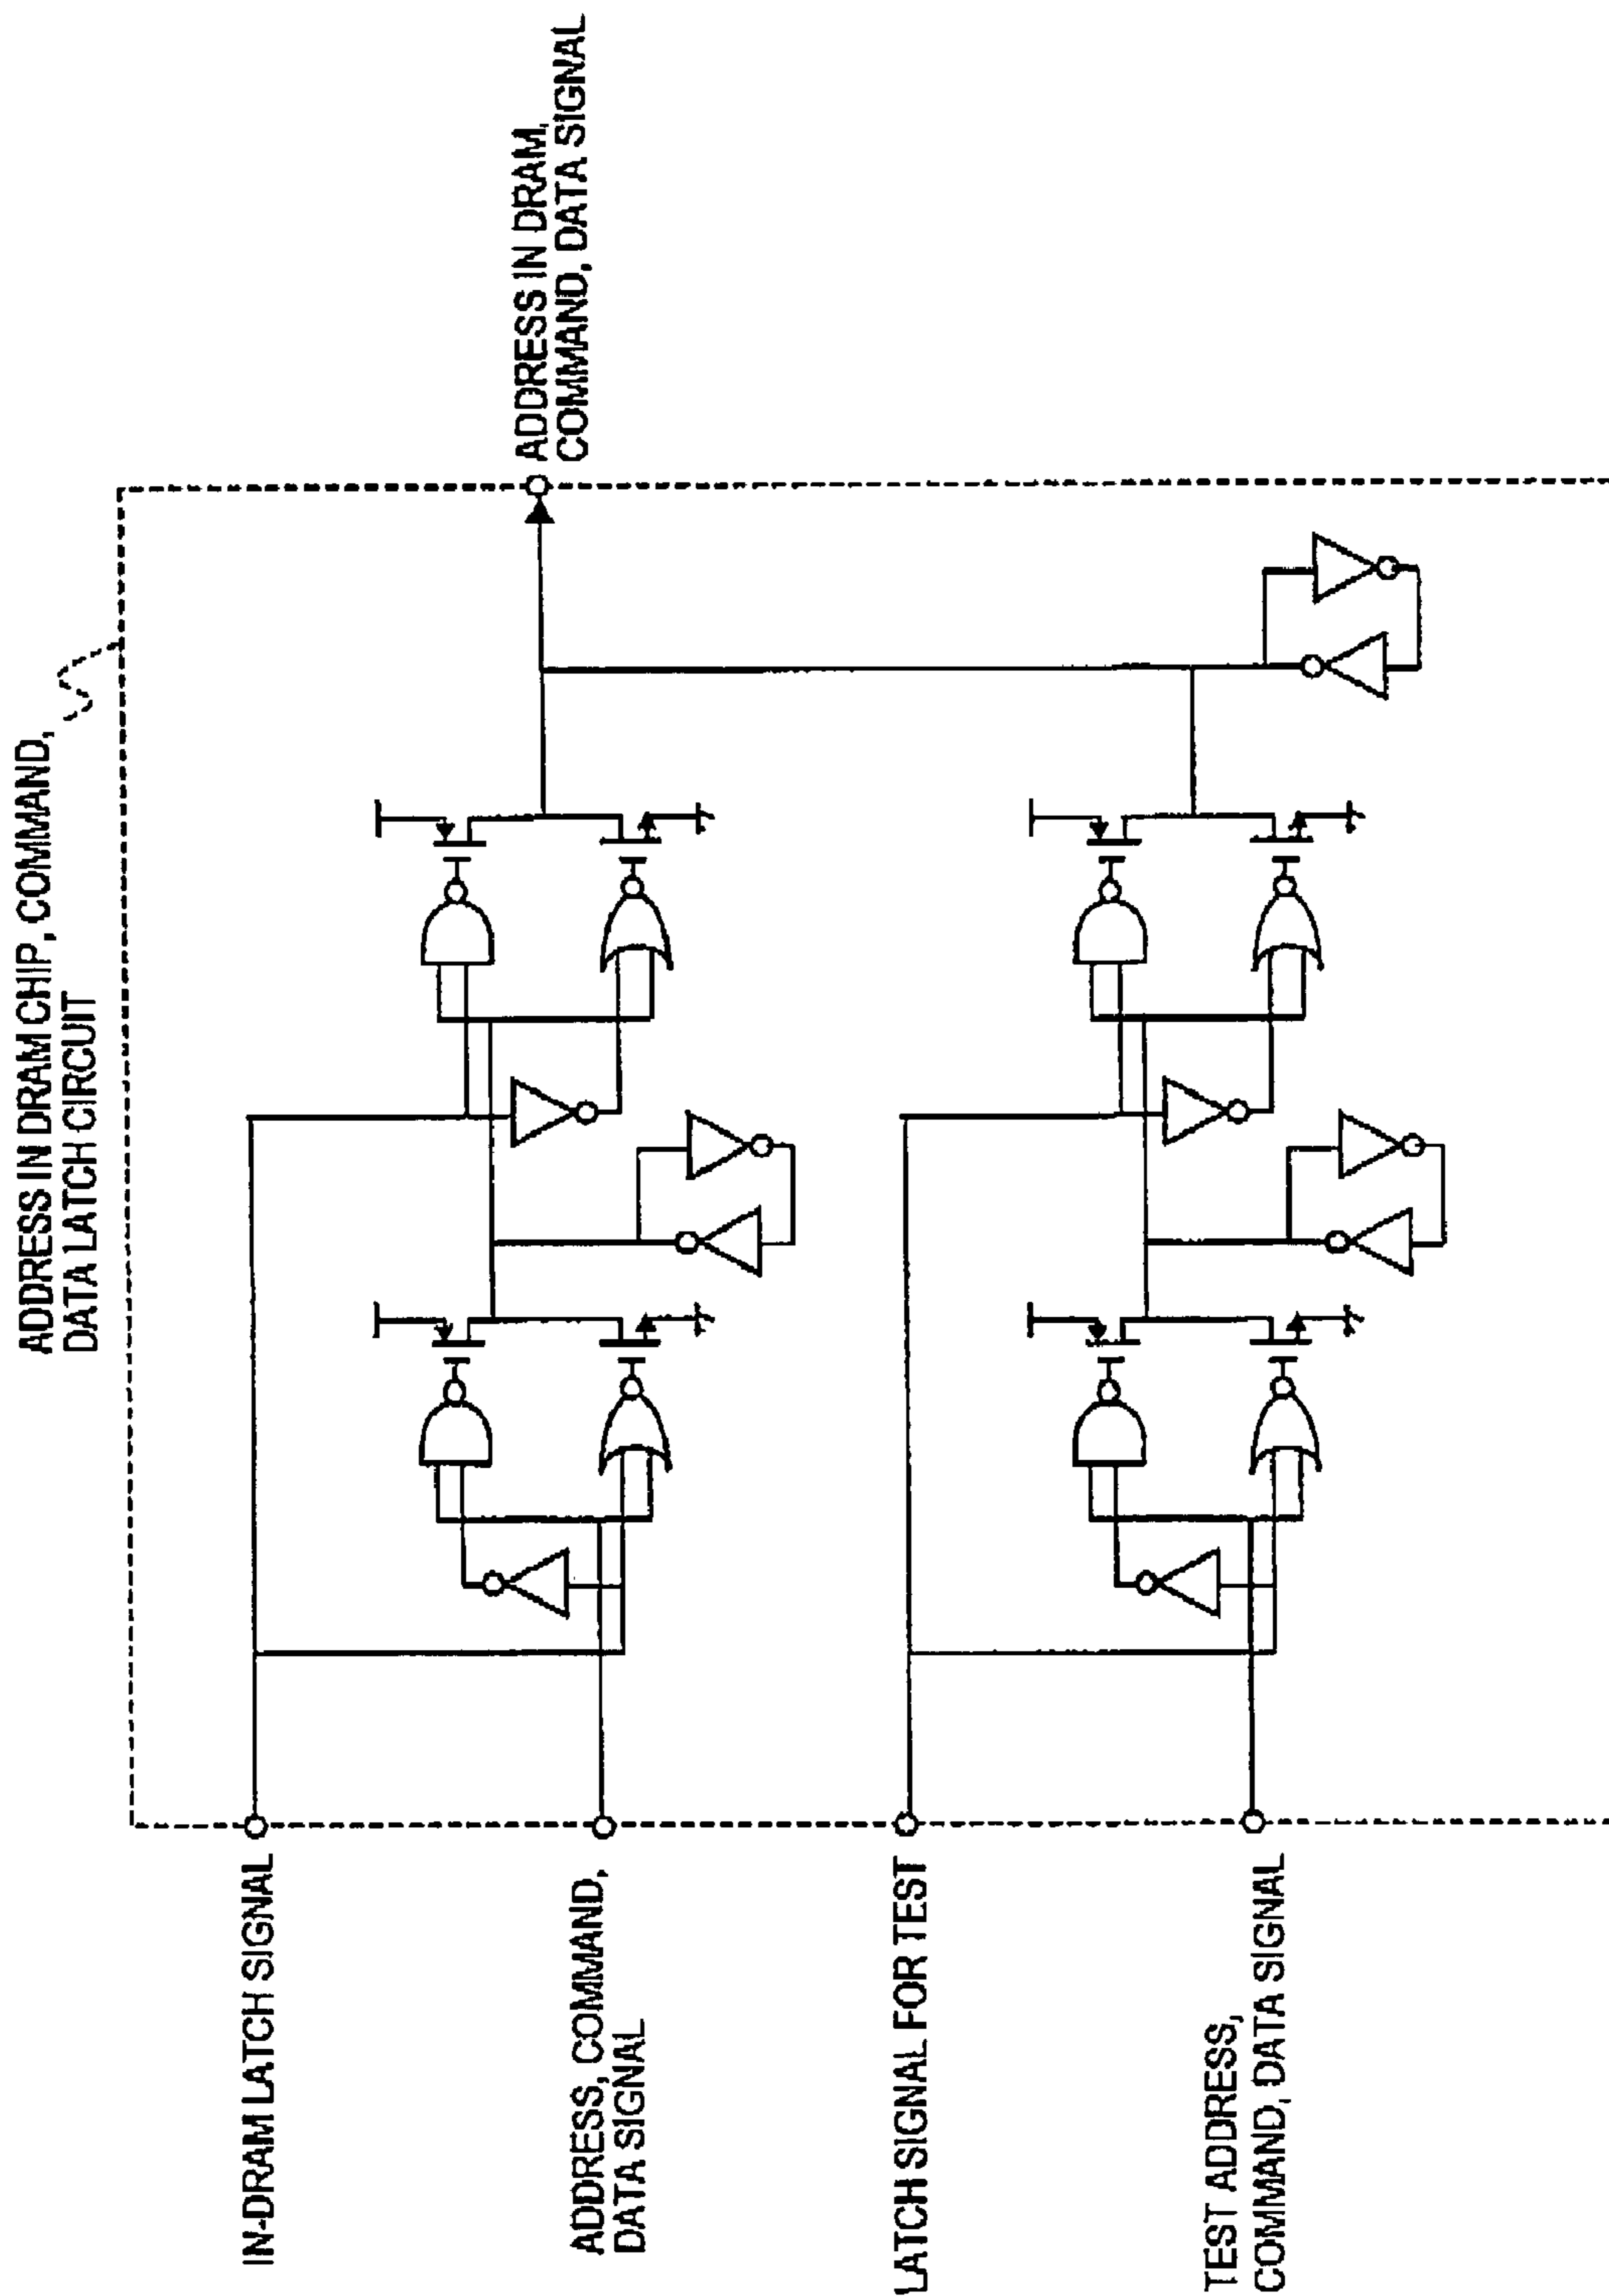 ADDRESS IN DRAM CHIP, COMMAND,
DATA LATCH CIRCUIT
IN-DRAM LATCH SIGNAL
ADDRESS, COMMAND,
DATA SIGNAL
LATCH SIGNAL FOR TEST
TEST ADDRESS,
COMMAND, DATA SIGNAL
ADDRESS IN DRAM,
COMMAND, DATA SIGNAL